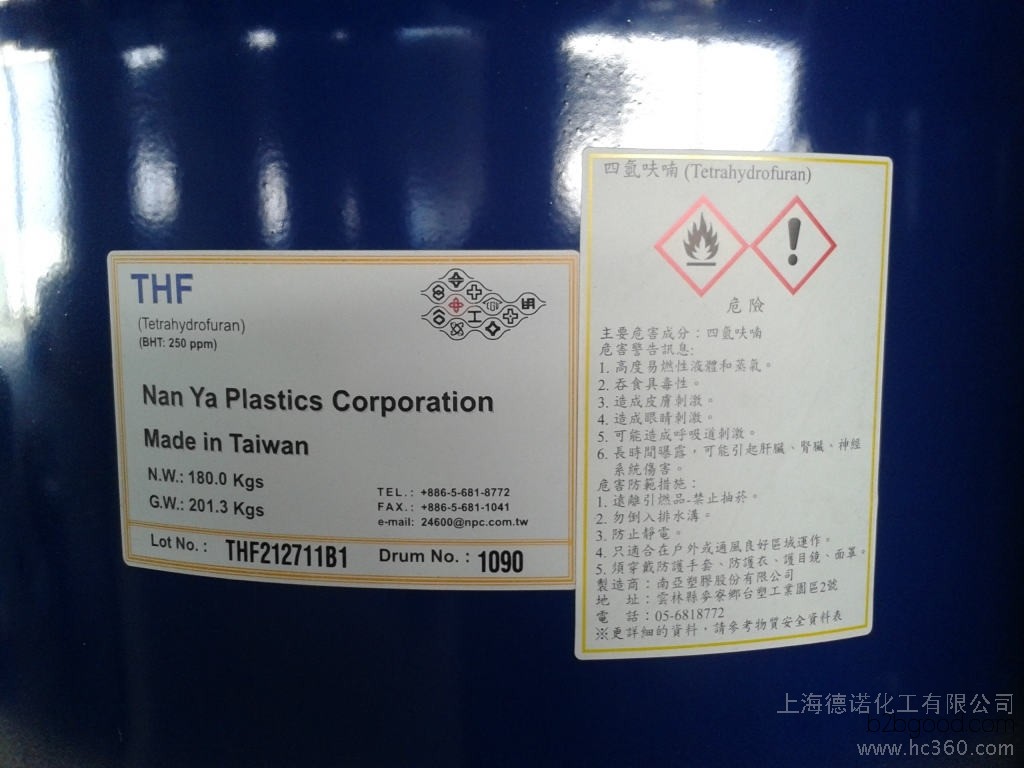 THF
(Tetrahydrofuran)
(BHT: 250 ppm)
Nan Ya Plastics Corporation
Made in Taiwan
N.W.: 180.0 Kgs
G.W.: 201.3 Kgs
TEL.: +886-5-681-8772
FAX.: +886-5-681-1041
e-mail: 24600@npc.com.tw
Lot No.: THF212711B1 Drum No.: 1090
四氫呋喃 (Tetrahydrofuran)
危險
主要危害成分：四氫呋喃
危害警告訊息:
1. 高度易燃性液體和蒸氣。
2. 吞食具毒性。
3. 造成皮膚刺激。
4. 造成眼睛刺激。
5. 可能造成呼吸道刺激。
6. 長時間曝露，可能引起肝臟、腎臟、神經
系統傷害。
危害防範措施：
1. 遠離引燃品-禁止抽菸。
2. 勿倒入排水溝。
3. 防止靜電。
4. 只適合在戶外或通風良好區域運作。
5. 須穿戴防護手套、防護衣、護目鏡、面罩。
製造商：南亞塑膠股份有限公司
地 址：雲林縣麥寮鄉台塑工業園區2號
電 話：05-6818772
※更詳細的資料，請參考物質安全資料表
上海德诺化工有限公司
bzbgood.com
www.hc360.com